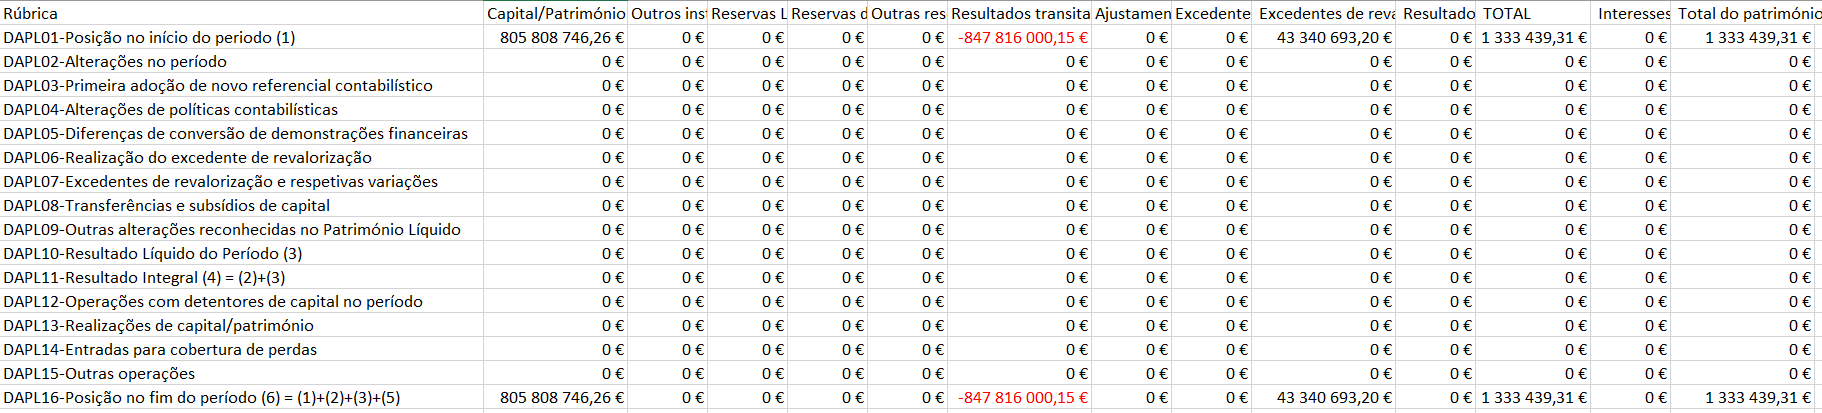 Rúbrica Capital/Património Outros inst Reservas L Reservas d Outras res Resultados transita Ajustamen Excedente Excedentes de reva Resultado TOTAL Interesses Total do património
DAPL01-Posição no início do periodo (1) 805 808 746,26 € 0 € 0 € 0 € 0 € -847 816 000,15 € 0 € 0 € 43 340 693,20 € 0 € 1 333 439,31 € 0 € 1 333 439,31 €
DAPL02-Alterações no período 0 € 0 € 0 € 0 € 0 € 0 € 0 € 0 € 0 € 0 € 0 € 0 € 0 €
DAPL03-Primeira adoção de novo referencial contabilístico 0 € 0 € 0 € 0 € 0 € 0 € 0 € 0 € 0 € 0 € 0 € 0 € 0 €
DAPL04-Alterações de políticas contabilísticas 0 € 0 € 0 € 0 € 0 € 0 € 0 € 0 € 0 € 0 € 0 € 0 € 0 €
DAPL05-Diferenças de conversão de demonstrações financeiras 0 € 0 € 0 € 0 € 0 € 0 € 0 € 0 € 0 € 0 € 0 € 0 € 0 €
DAPL06-Realização do excedente de revalorização 0 € 0 € 0 € 0 € 0 € 0 € 0 € 0 € 0 € 0 € 0 € 0 € 0 €
DAPL07-Excedentes de revalorização e respetivas variações 0 € 0 € 0 € 0 € 0 € 0 € 0 € 0 € 0 € 0 € 0 € 0 € 0 €
DAPL08-Transferências e subsídios de capital 0 € 0 € 0 € 0 € 0 € 0 € 0 € 0 € 0 € 0 € 0 € 0 € 0 €
DAPL09-Outras alterações reconhecidas no Património Líquido 0 € 0 € 0 € 0 € 0 € 0 € 0 € 0 € 0 € 0 € 0 € 0 € 0 €
DAPL10-Resultado Líquido do Período (3) 0 € 0 € 0 € 0 € 0 € 0 € 0 € 0 € 0 € 0 € 0 € 0 € 0 €
DAPL11-Resultado Integral (4) = (2)+(3) 0 € 0 € 0 € 0 € 0 € 0 € 0 € 0 € 0 € 0 € 0 € 0 € 0 €
DAPL12-Operações com detentores de capital no período 0 € 0 € 0 € 0 € 0 € 0 € 0 € 0 € 0 € 0 € 0 € 0 € 0 €
DAPL13-Realizações de capital/património 0 € 0 € 0 € 0 € 0 € 0 € 0 € 0 € 0 € 0 € 0 € 0 € 0 €
DAPL14-Entradas para cobertura de perdas 0 € 0 € 0 € 0 € 0 € 0 € 0 € 0 € 0 € 0 € 0 € 0 € 0 €
DAPL15-Outras operações 0 € 0 € 0 € 0 € 0 € 0 € 0 € 0 € 0 € 0 € 0 € 0 € 0 €
DAPL16-Posição no fim do período (6) = (1)+(2)+(3)+(5) 805 808 746,26 € 0 € 0 € 0 € 0 € -847 816 000,15 € 0 € 0 € 43 340 693,20 € 0 € 1 333 439,31 € 0 € 1 333 439,31 €